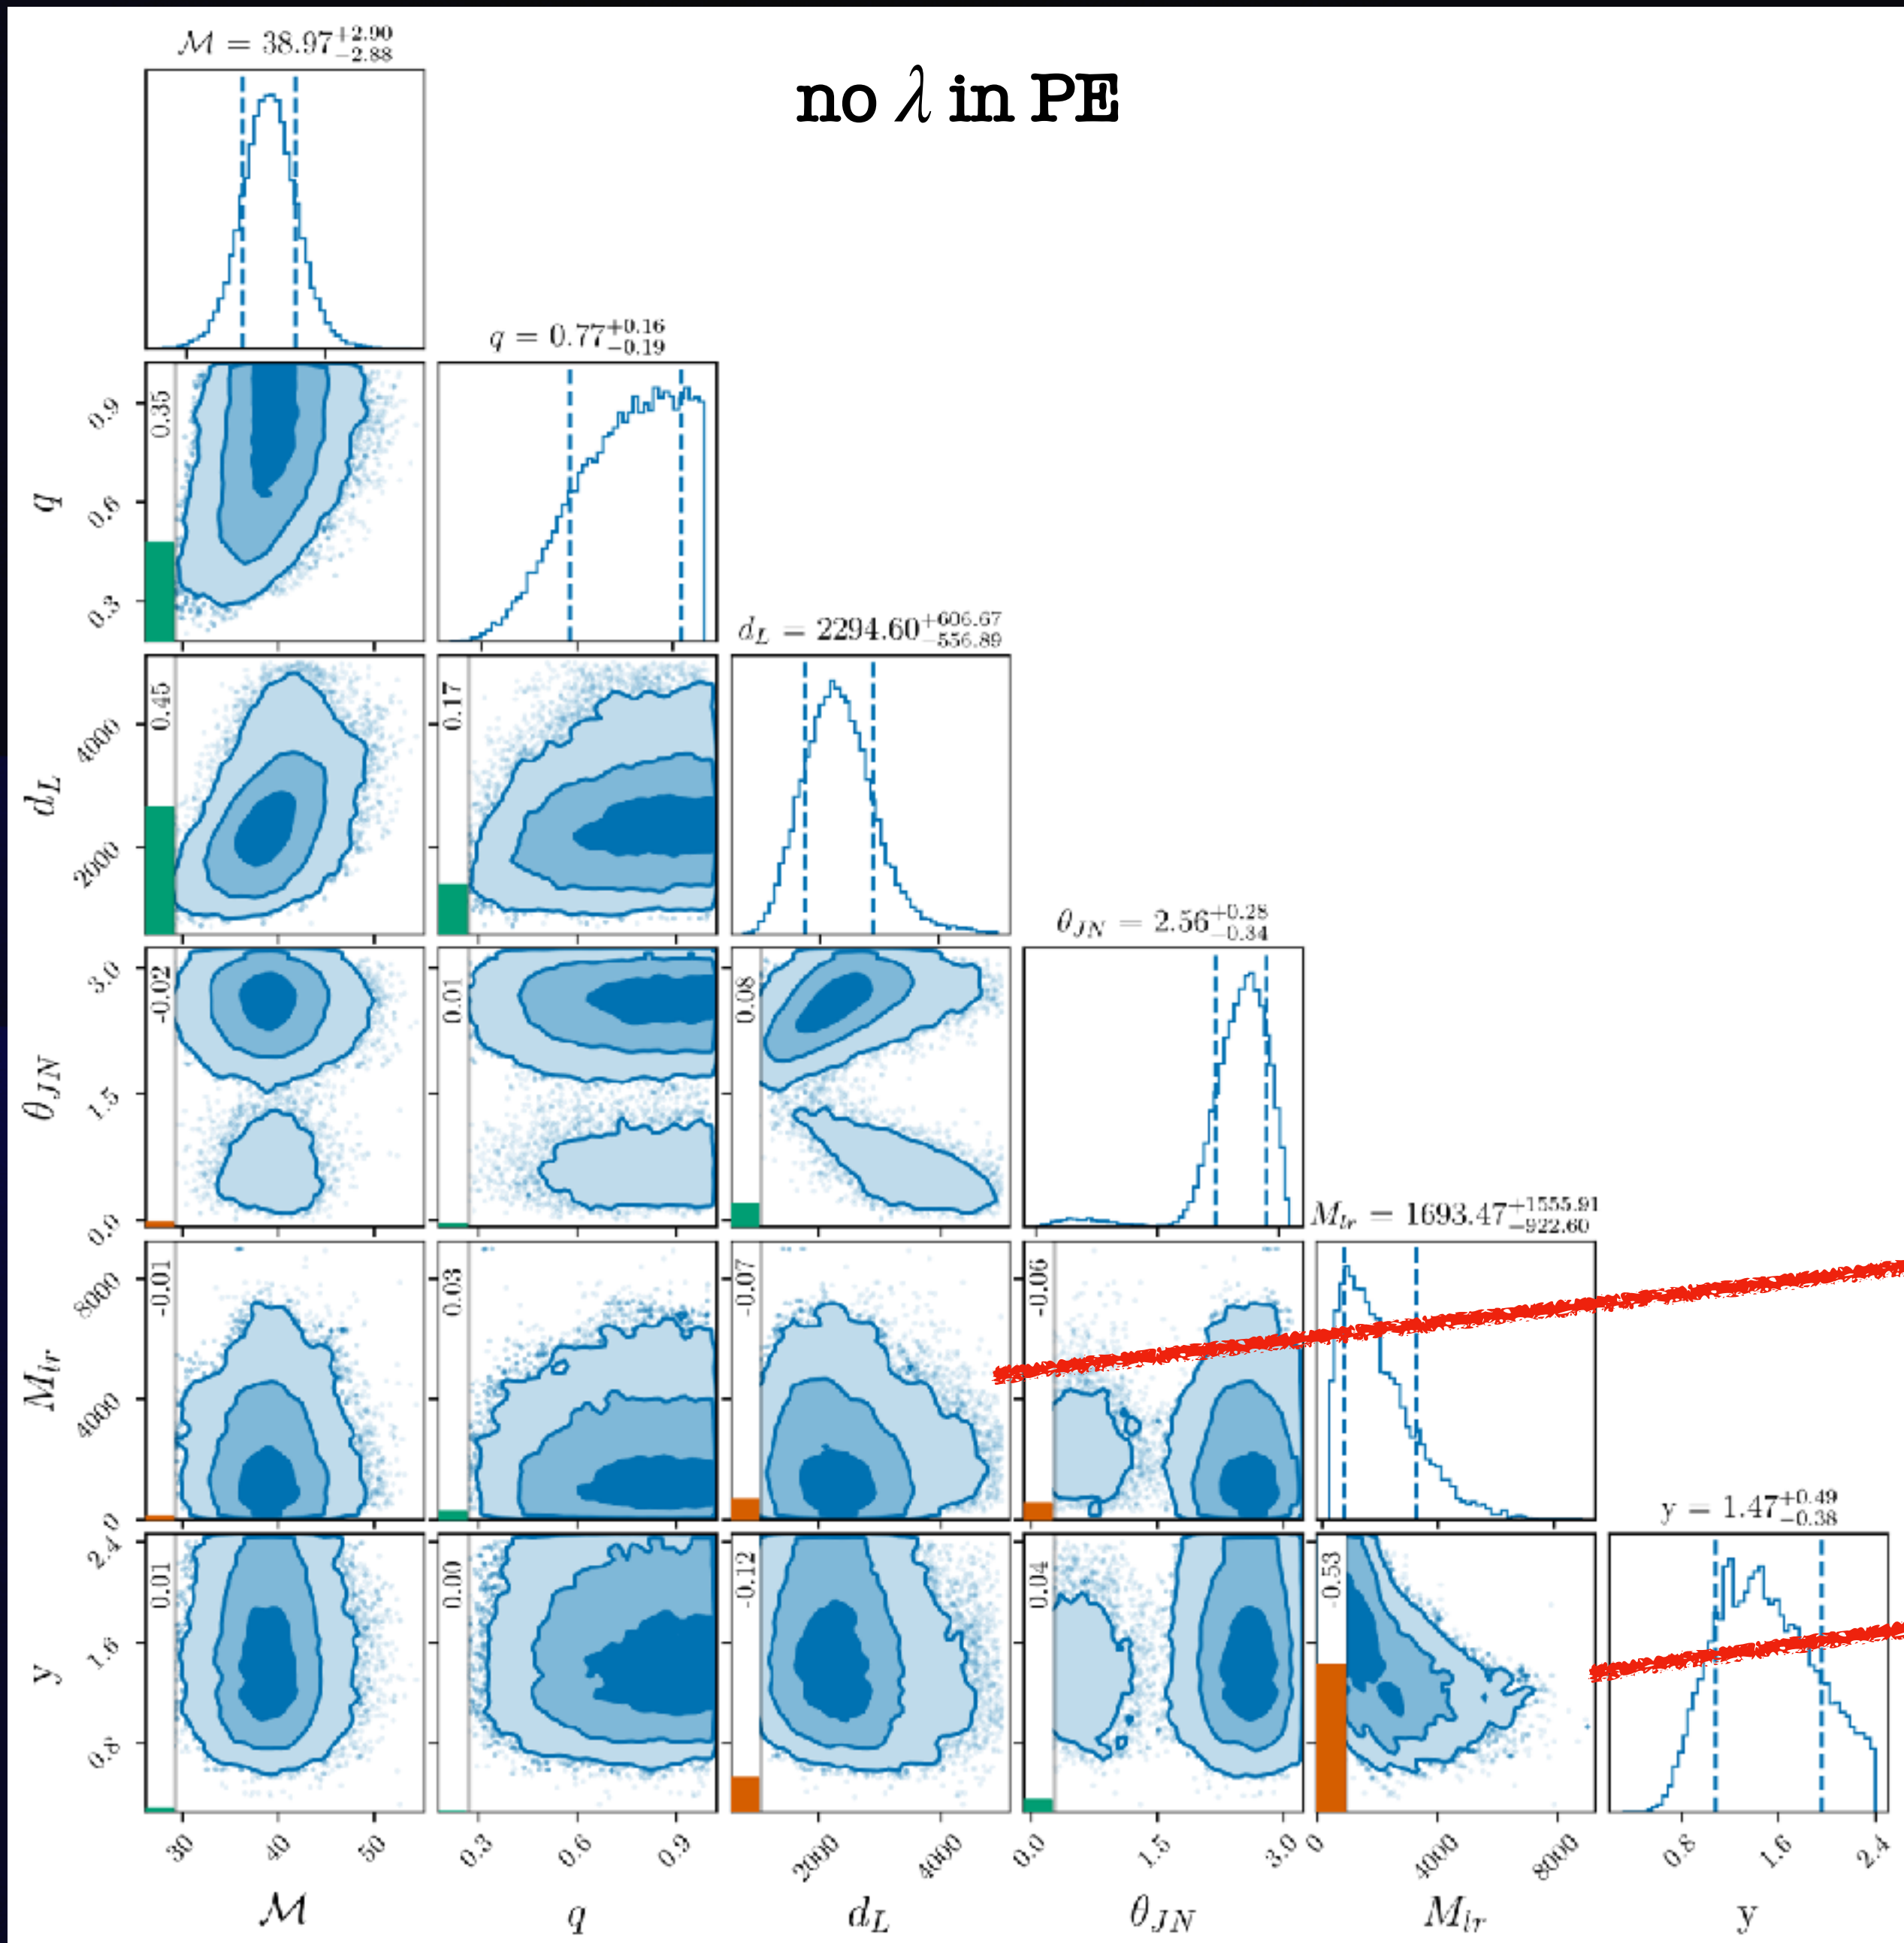 no λ in PE
ℳ = 38.97+2.90−2.88
q = 0.77+0.16−0.19
0.9
0.6
0.3
q
0.35
d_L = 2294.60+606.67−556.89
4000
2000
d_L
0.45
0.17
θ_JN = 2.56+0.28−0.34
3.0
1.5
0.0
θ_JN
-0.02
0.01
0.08
M_lr = 1693.47+1555.91−922.60
8000
4000
0
M_lr
-0.01
0.03
-0.07
-0.06
y = 1.47+0.49−0.38
2.4
1.6
0.8
y
0.01
0.00
-0.12
0.04
-0.53
30 40 50
0.3 0.6 0.9
2000 4000
0.0 1.5 3.0
0 4000 8000
0.8 1.6 2.4
ℳ q d_L θ_JN M_lr y